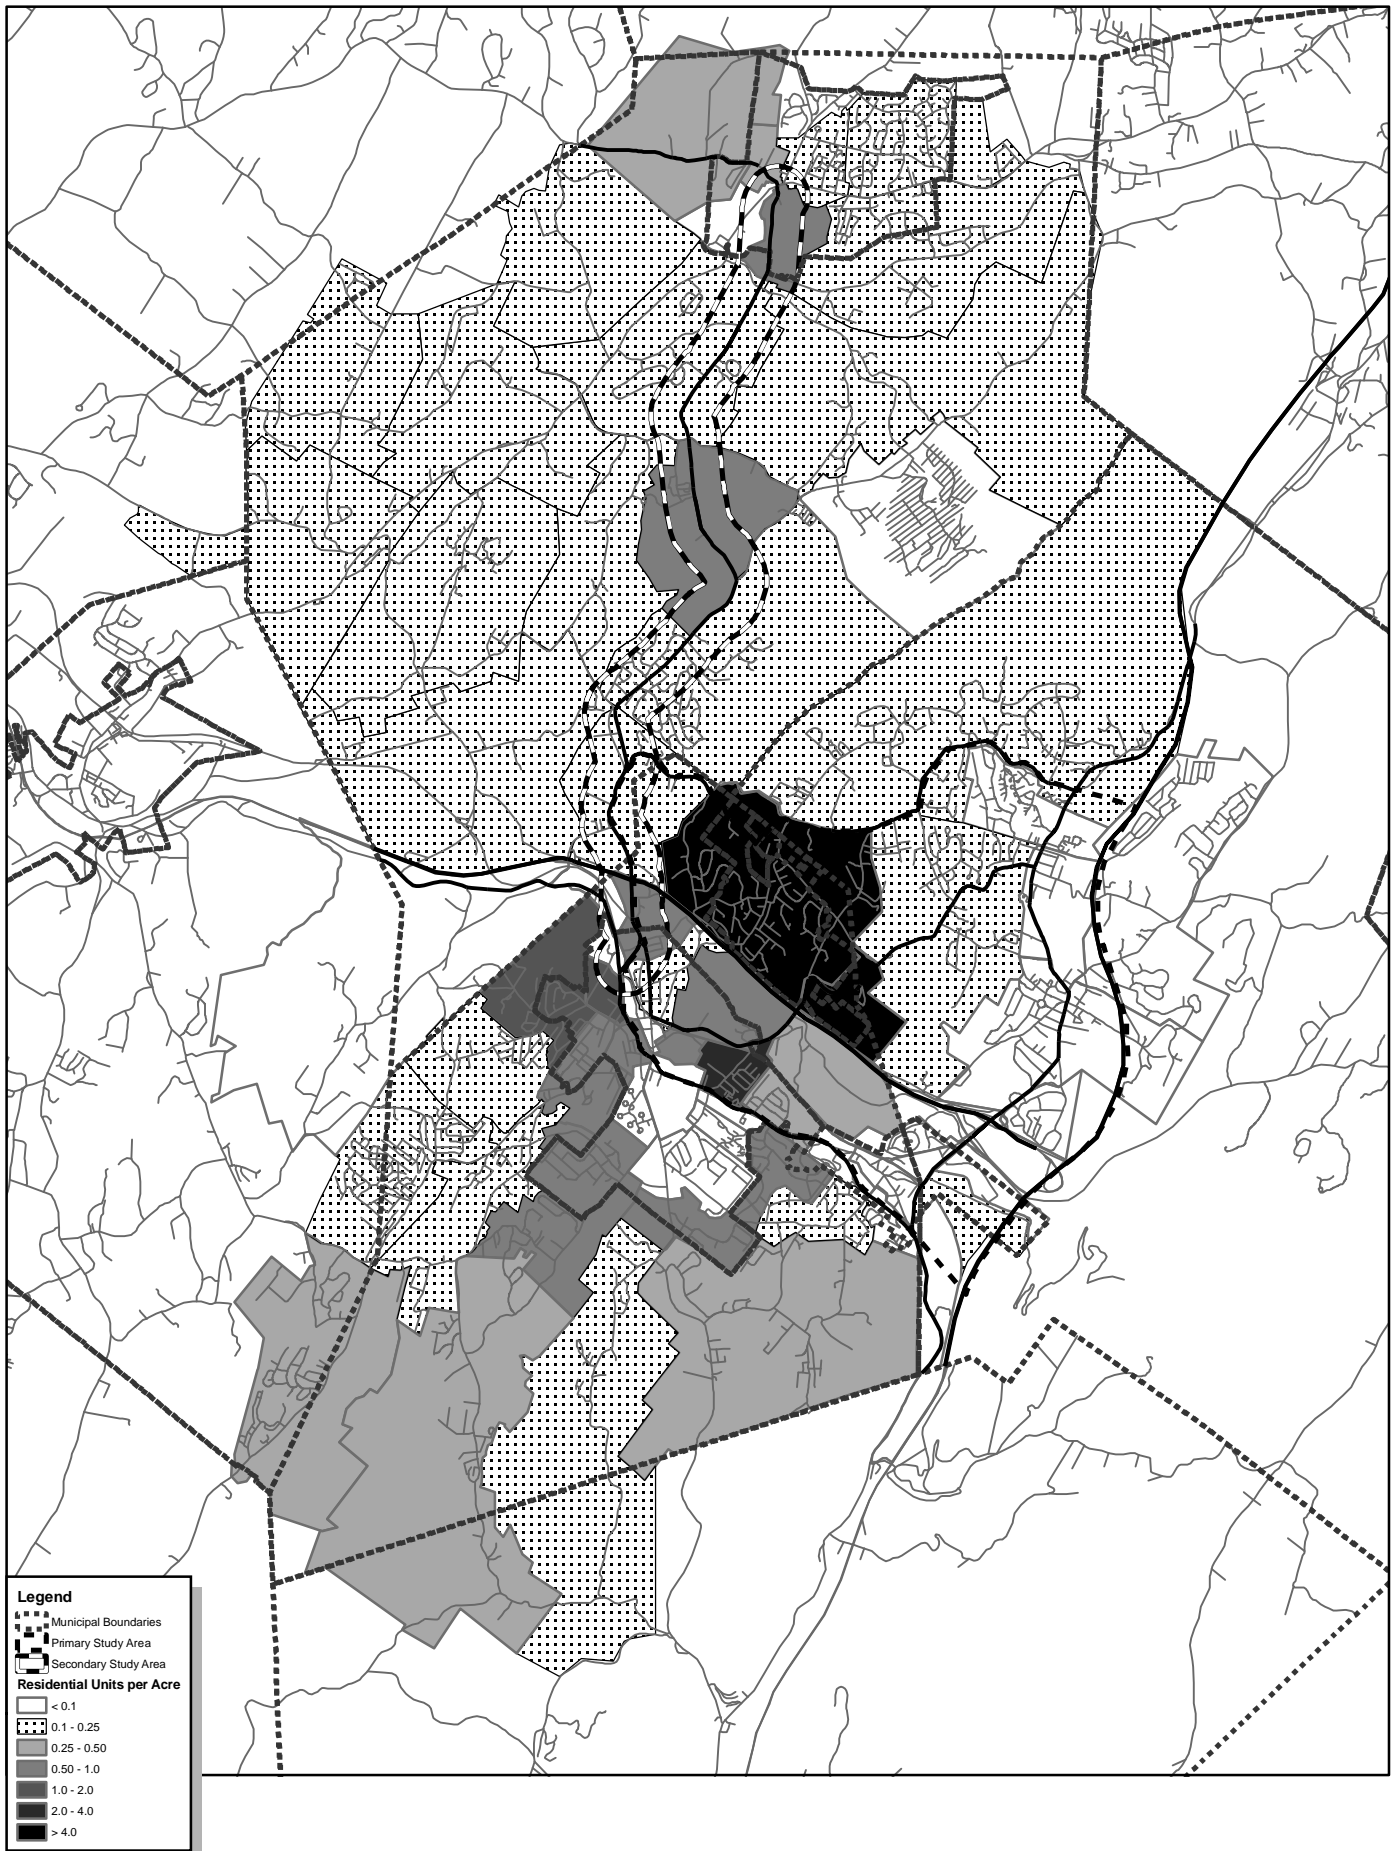 Legend
Municipal Boundaries
Primary Study Area
Secondary Study Area
Residential Units per Acre
< 0.1
0.1 - 0.25
0.25 - 0.50
0.50 - 1.0
1.0 - 2.0
2.0 - 4.0
> 4.0